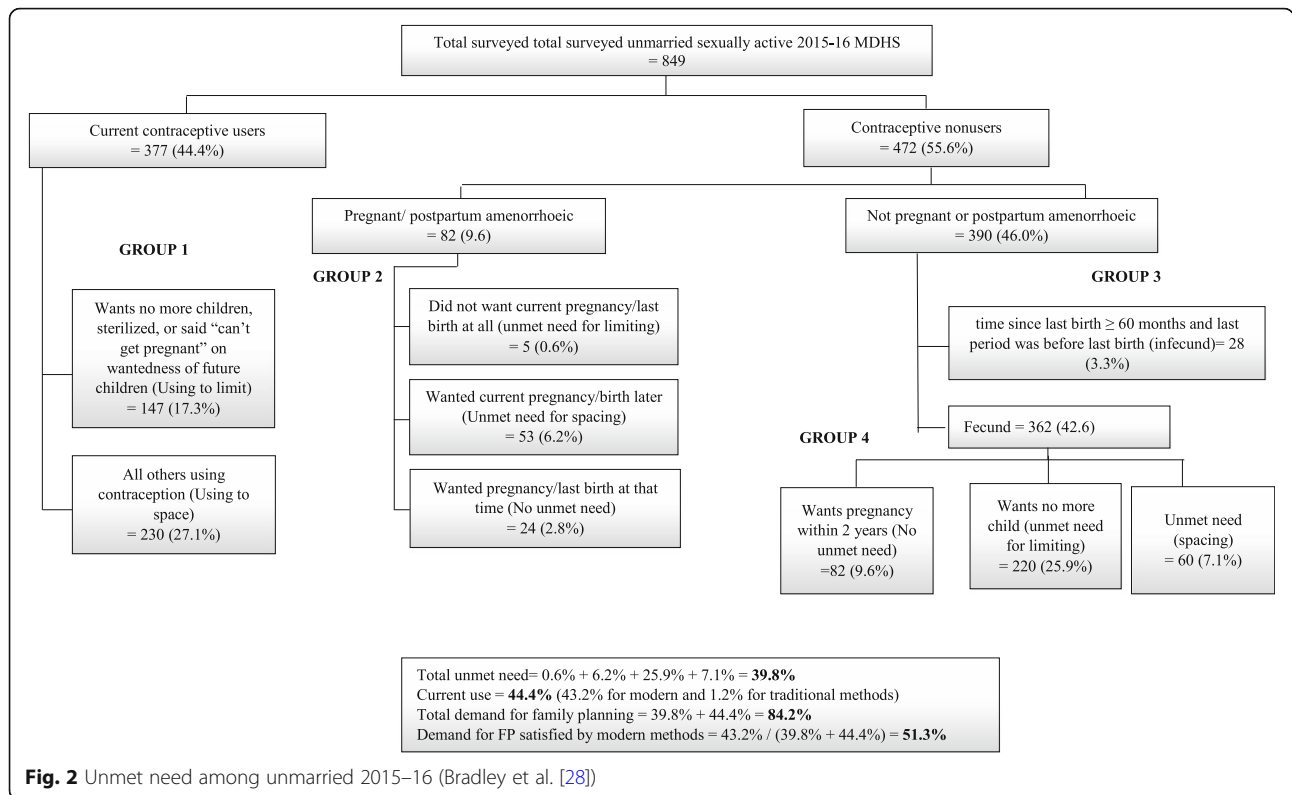 Total surveyed total surveyed unmarried sexually active 2015-16 MDHS
= 849
Current contraceptive users
= 377 (44.4%)
Contraceptive nonusers
= 472 (55.6%)
Pregnant/ postpartum amenorrhoeic
= 82 (9.6)
Not pregnant or postpartum amenorrhoeic
= 390 (46.0%)
GROUP 1
Wants no more children,
sterilized, or said “can’t
get pregnant” on
wantedness of future
children (Using to limit)
= 147 (17.3%)
All others using
contraception (Using to
space)
= 230 (27.1%)
GROUP 2
Did not want current pregnancy/last
birth at all (unmet need for limiting)
= 5 (0.6%)
Wanted current pregnancy/birth later
(Unmet need for spacing)
= 53 (6.2%)
Wanted pregnancy/last birth at that
time (No unmet need)
= 24 (2.8%)
GROUP 3
time since last birth ≥ 60 months and last
period was before last birth (infecund)= 28
(3.3%)
Fecund = 362 (42.6)
GROUP 4
Wants pregnancy
within 2 years (No
unmet need)
=82 (9.6%)
Wants no more
child (unmet need
for limiting)
= 220 (25.9%)
Unmet need
(spacing)
= 60 (7.1%)
Total unmet need= 0.6% + 6.2% + 25.9% + 7.1% = 39.8%
Current use = 44.4% (43.2% for modern and 1.2% for traditional methods)
Total demand for family planning = 39.8% + 44.4% = 84.2%
Demand for FP satisfied by modern methods = 43.2% / (39.8% + 44.4%) = 51.3%
Fig. 2 Unmet need among unmarried 2015–16 (Bradley et al. [28])